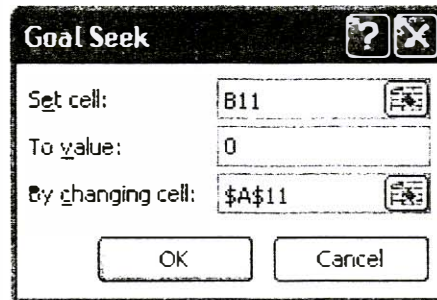 Goal Seek ? X
Set cell: B11
To value: 0
By changing cell: $A$11
OK Cancel